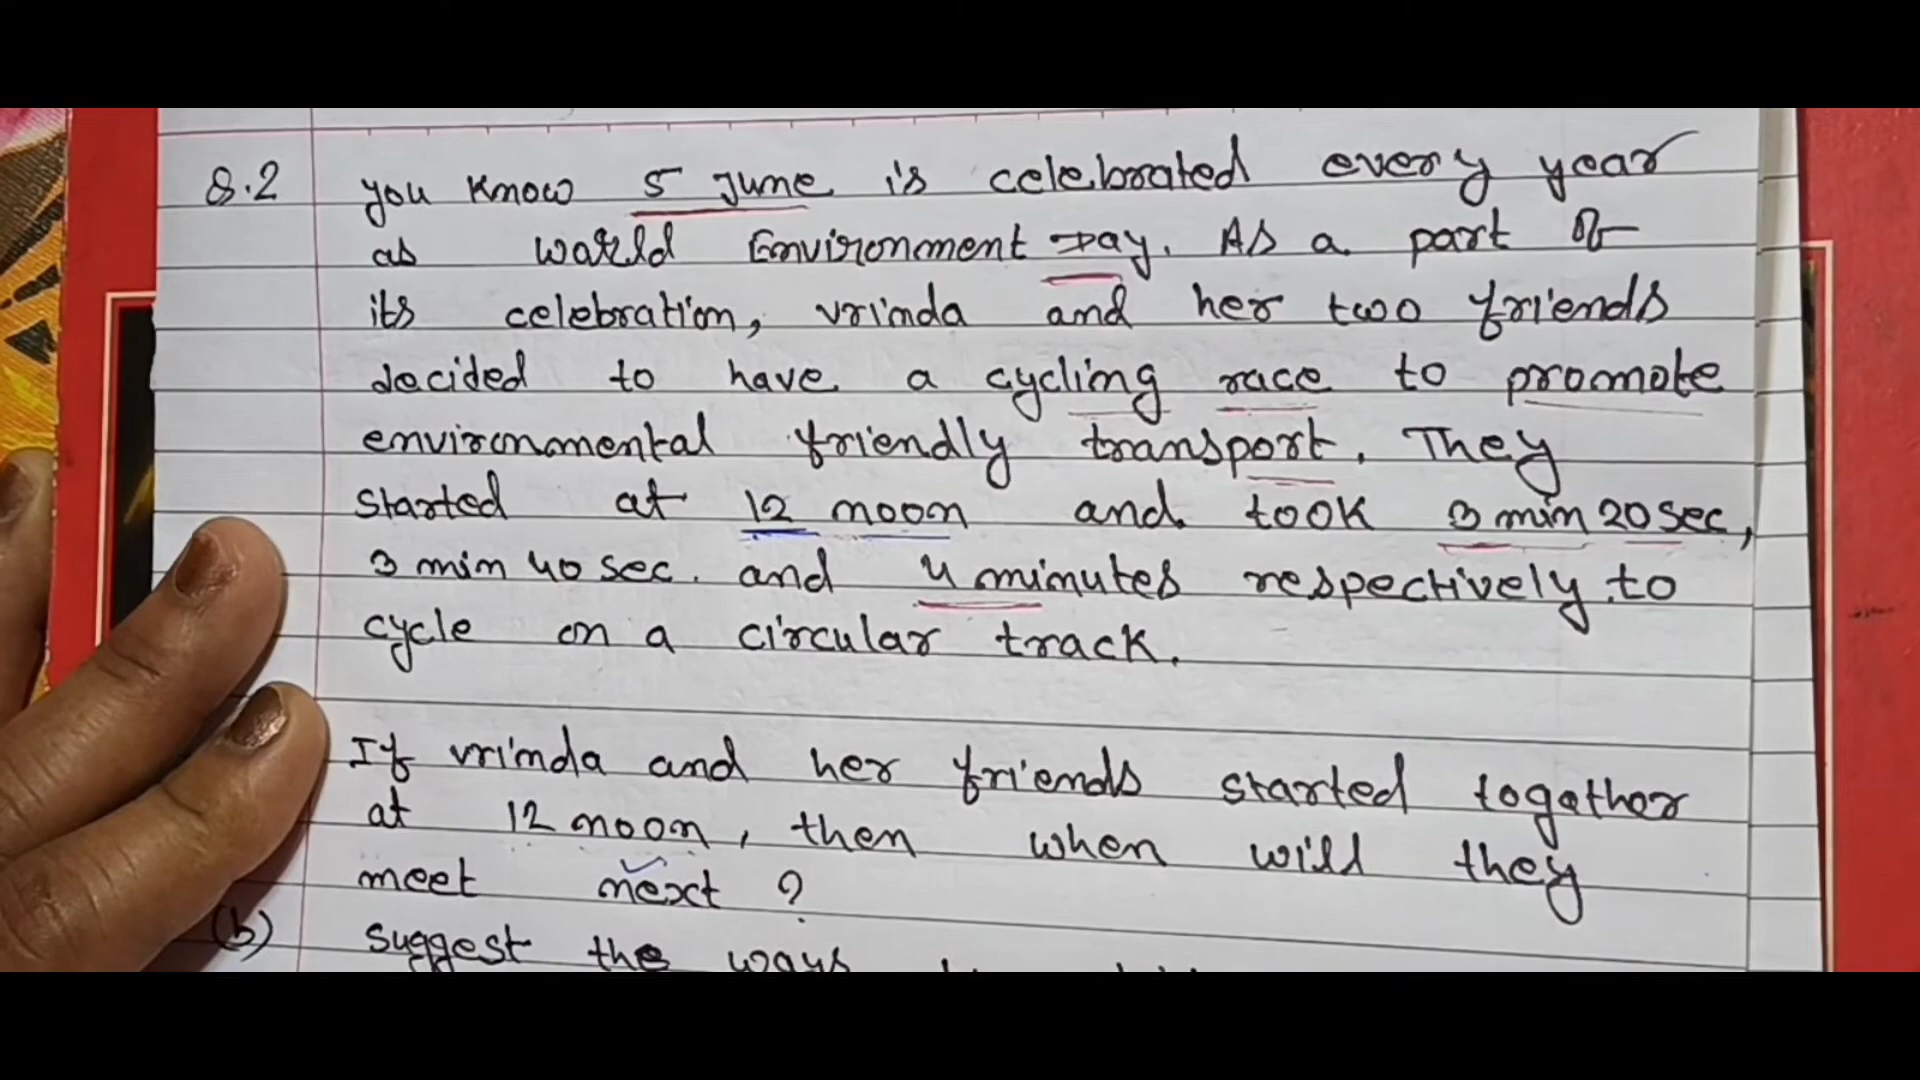 Q.2 you know 5 June is celebrated every year
as world Environment Day. As a part of
its celebration, vrinda and her two friends
decided to have a cycling race to promote
environmental friendly transport. They
started at 12 noon and took 3 min 20 sec,
3 min 40 sec. and 4 minutes respectively to
cycle on a circular track.
If vrinda and her friends started together
at 12 noon, then when will they
meet next ?
(b) suggest the ways